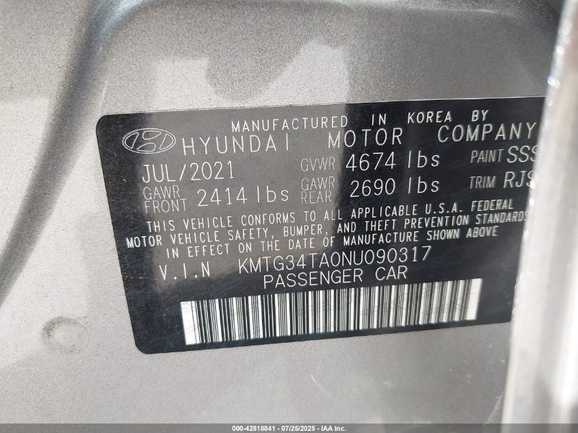 MANUFACTURED IN KOREA BY
HYUNDAI MOTOR COMPANY
JUL/2021 GVWR 4674 lbs PAINT SSS
GAWR FRONT 2414 lbs GAWR REAR 2690 lbs TRIM RJS
THIS VEHICLE CONFORMS TO ALL APPLICABLE U.S.A. FEDERAL
MOTOR VEHICLE SAFETY, BUMPER, AND THEFT PREVENTION STANDARDS
IN EFFECT ON THE DATE OF MANUFACTURE SHOWN ABOVE.
V.I.N KMTG34TA0NU090317
PASSENGER CAR
000-42818841 - 07/25/2025 - IAA Inc.